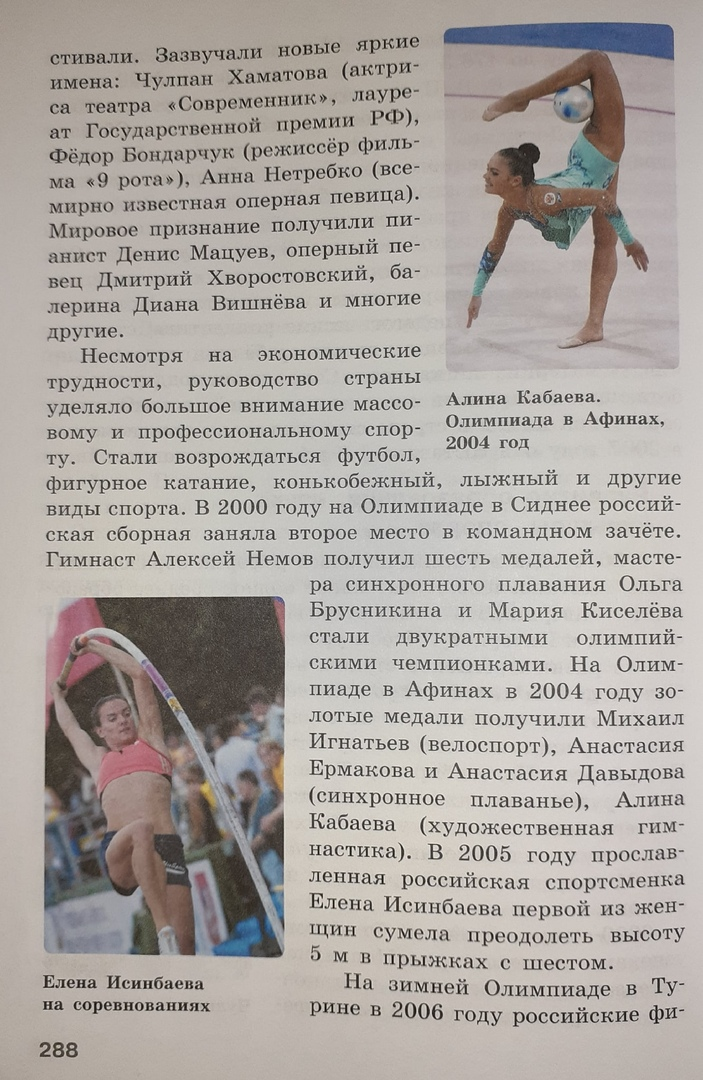 стивали. Зазвучали новые яркие
имена: Чулпан Хаматова (актри-
са театра «Современник», лауре-
ат Государственной премии РФ),
Фёдор Бондарчук (режиссёр филь-
ма «9 рота»), Анна Нетребко (все-
мирно известная оперная певица).
Мировое признание получили пи-
анист Денис Мацуев, оперный пе-
вец Дмитрий Хворостовский, ба-
лерина Диана Вишнёва и многие
другие.
Несмотря на экономические
трудности, руководство страны
уделяло большое внимание массо-
вому и профессиональному спор-
ту. Стали возрождаться футбол,
Алина Кабаева.
Олимпиада в Афинах,
2004 год
фигурное катание, конькобежный, лыжный и другие
виды спорта. В 2000 году на Олимпиаде в Сиднее россий-
ская сборная заняла второе место в командном зачёте.
Гимнаст Алексей Немов получил шесть медалей, масте-
ра синхронного плавания Ольга
Брусникина и Мария Киселёва
стали двукратными олимпий-
скими чемпионками. На Олим-
пиаде в Афинах в 2004 году зо-
лотые медали получили Михаил
Игнатьев (велоспорт), Анастасия
Ермакова и Анастасия Давыдова
(синхронное плаванье), Алина
Кабаева (художественная гим-
настика). В 2005 году прослав-
ленная российская спортсменка
Елена Исинбаева первой из жен-
щин сумела преодолеть высоту
5 м в прыжках с шестом.
На зимней Олимпиаде в Ту-
рине в 2006 году российские фи-
Елена Исинбаева
на соревнованиях
288